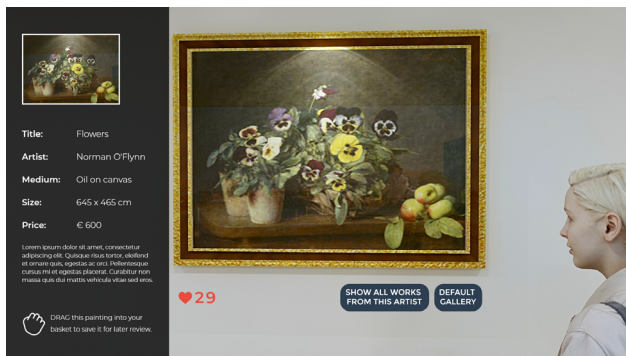 Title: Flowers
Artist: Norman O'Flynn
Medium: Oil on canvas
Size: 645 x 465 cm
Price: € 600
Lorem ipsum dolor sit amet, consectetur
adipiscing elit. Quisque risus tortor, eleifend
et ornare quis, egestas ac orci. Pellentesque
cursus mi et egestas placerat. Curabitur non
massa quis dui mattis vehicula vitae sed eros.
DRAG this painting into your
basket to save it for later review.
29
SHOW ALL WORKS
FROM THIS ARTIST
DEFAULT
GALLERY